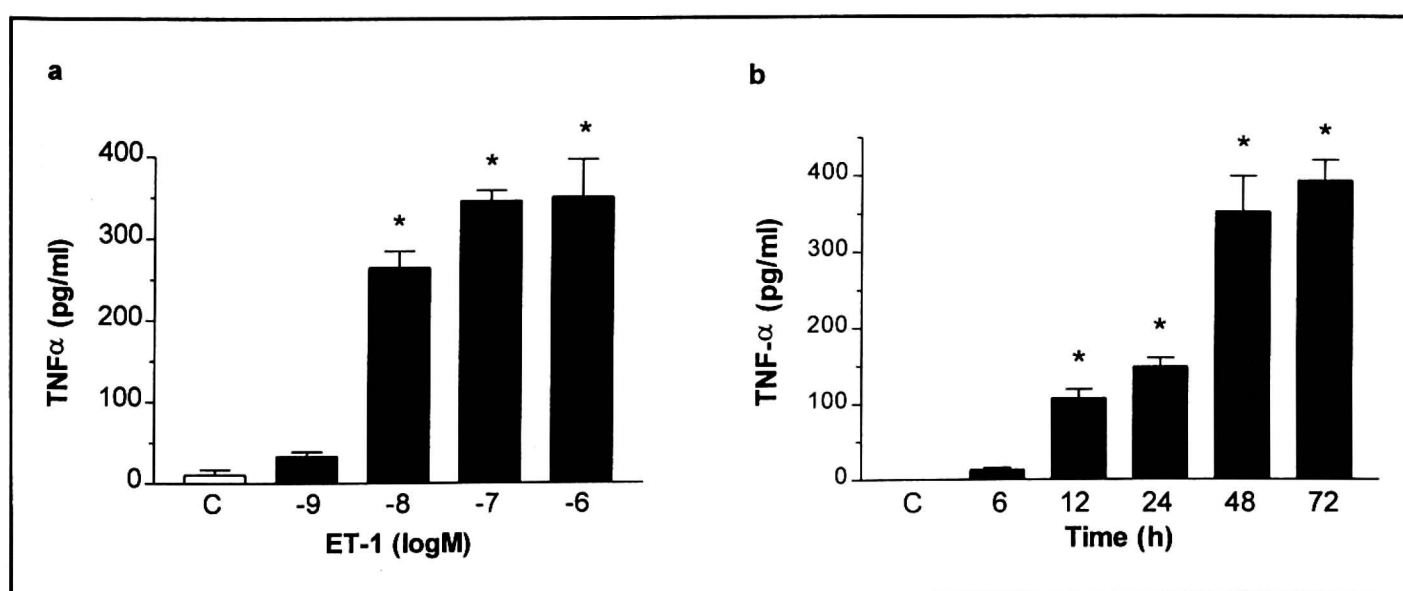 a
TNFα (pg/ml)
400
300
200
100
0
*
*
*
C -9 -8 -7 -6
ET-1 (logM)
b
TNF-α (pg/ml)
400
300
200
100
0
*
*
*
*
C 6 12 24 48 72
Time (h)